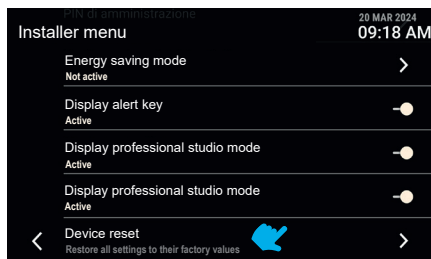 PIN di amministrazione
20 MAR 2024
Installer menu
09:18 AM
Energy saving mode
Not active
Display alert key
Active
Display professional studio mode
Active
Display professional studio mode
Active
Device reset
Restore all settings to their factory values